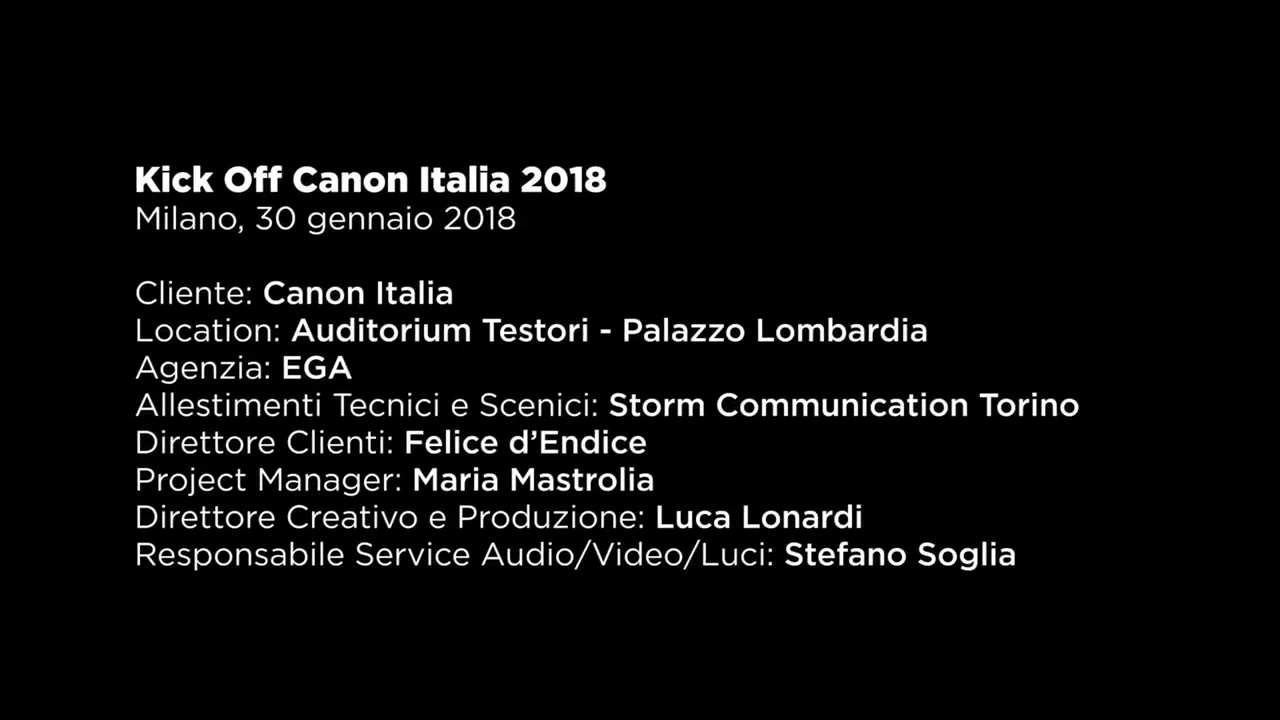 Kick Off Canon Italia 2018
Milano, 30 gennaio 2018
Cliente: Canon Italia
Location: Auditorium Testori - Palazzo Lombardia
Agenzia: EGA
Allestimenti Tecnici e Scenici: Storm Communication Torino
Direttore Clienti: Felice d’Endice
Project Manager: Maria Mastrolia
Direttore Creativo e Produzione: Luca Lonardi
Responsabile Service Audio/Video/Luci: Stefano Soglia